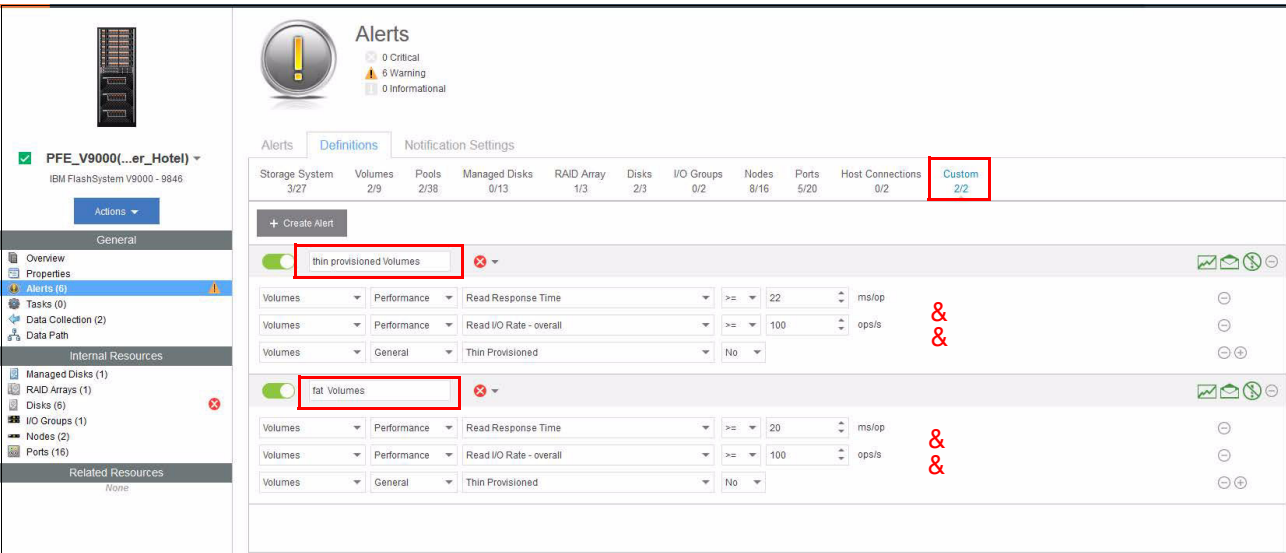 Alerts
0 Critical
6 Warning
0 Informational
PFE_V9000(...er_Hotel)
IBM FlashSystem V9000 - 9846
Actions
General
Overview
Properties
Alerts (6)
Tasks (0)
Data Collection (2)
Data Path
Internal Resources
Managed Disks (1)
RAID Arrays (1)
Disks (6)
I/O Groups (1)
Nodes (2)
Ports (16)
Related Resources
None
Alerts Definitions Notification Settings
Storage System Volumes Pools Managed Disks RAID Array Disks I/O Groups Nodes Ports Host Connections Custom
3/27 2/9 2/38 0/13 1/3 2/3 0/2 8/16 5/20 0/2 2/2
+ Create Alert
thin provisioned Volumes
Volumes Performance Read Response Time >= 22 ms/op &
Volumes Performance Read I/O Rate - overall >= 100 ops/s &
Volumes General Thin Provisioned No
fat Volumes
Volumes Performance Read Response Time >= 20 ms/op &
Volumes Performance Read I/O Rate - overall >= 100 ops/s &
Volumes General Thin Provisioned No